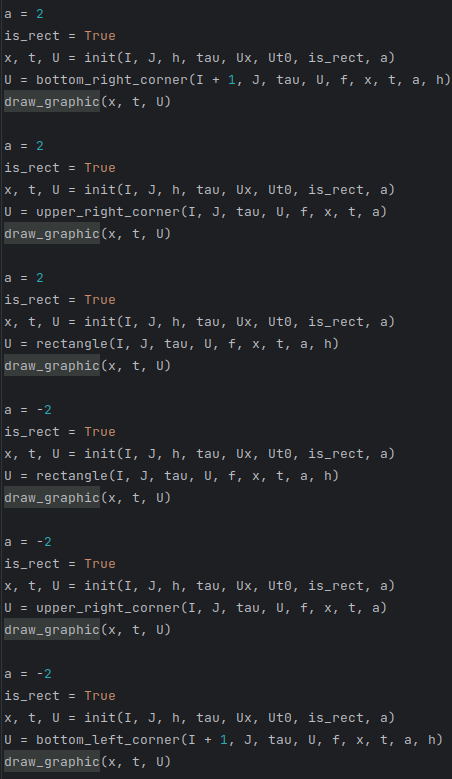 a = 2
is_rect = True
x, t, U = init(I, J, h, tau, Ux, Ut0, is_rect, a)
U = bottom_right_corner(I + 1, J, tau, U, f, x, t, a, h)
draw_graphic(x, t, U)
a = 2
is_rect = True
x, t, U = init(I, J, h, tau, Ux, Ut0, is_rect, a)
U = upper_right_corner(I, J, tau, U, f, x, t, a)
draw_graphic(x, t, U)
a = 2
is_rect = True
x, t, U = init(I, J, h, tau, Ux, Ut0, is_rect, a)
U = rectangle(I, J, tau, U, f, x, t, a, h)
draw_graphic(x, t, U)
a = -2
is_rect = True
x, t, U = init(I, J, h, tau, Ux, Ut0, is_rect, a)
U = rectangle(I, J, tau, U, f, x, t, a, h)
draw_graphic(x, t, U)
a = -2
is_rect = True
x, t, U = init(I, J, h, tau, Ux, Ut0, is_rect, a)
U = upper_right_corner(I, J, tau, U, f, x, t, a)
draw_graphic(x, t, U)
a = -2
is_rect = True
x, t, U = init(I, J, h, tau, Ux, Ut0, is_rect, a)
U = bottom_left_corner(I + 1, J, tau, U, f, x, t, a, h)
draw_graphic(x, t, U)